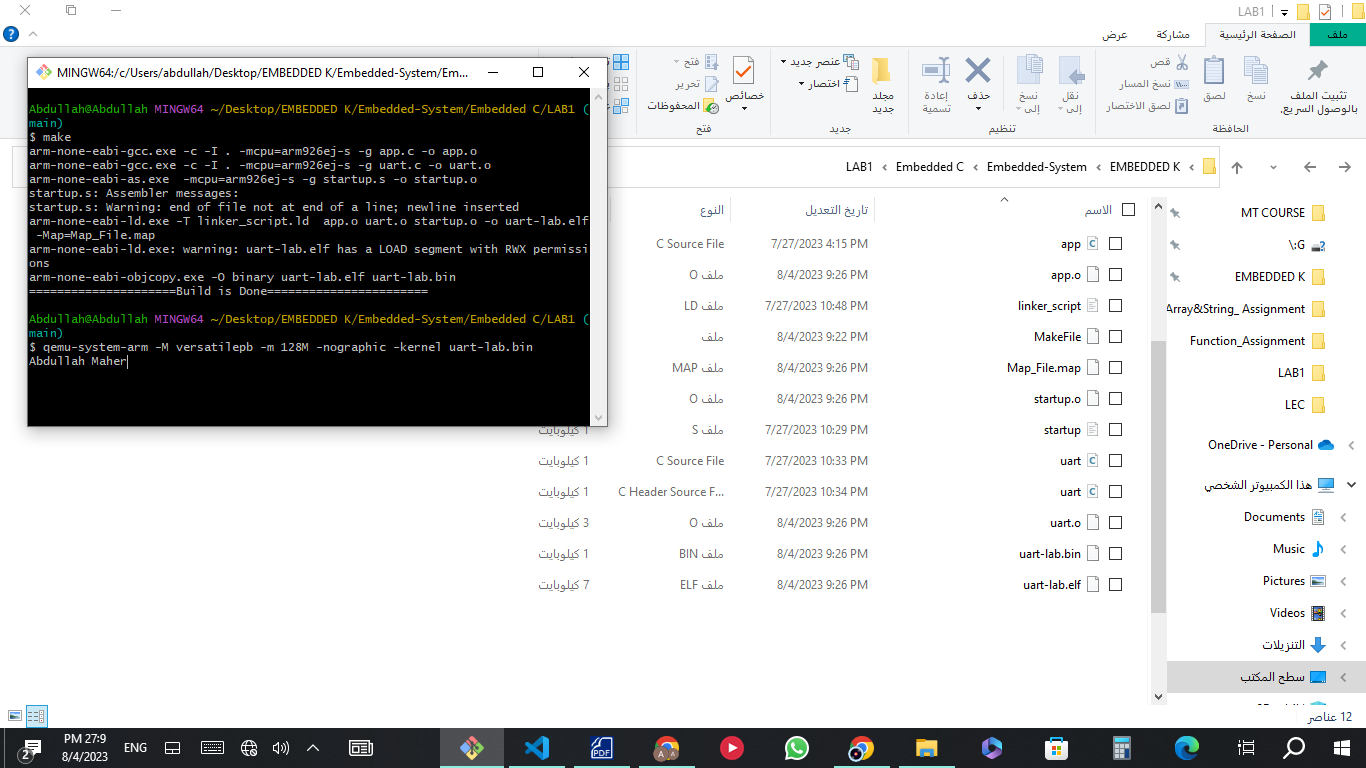 LAB1
ملف
الصفحة الرئيسية
مشاركة
عرض
تثبيت الملف
بالوصول السريع.
نسخ
لصق
قص
نسخ المسار
لصق الاختصار
الحافظة
نقل
إلى
نسخ
إلى
حذف
إعادة
تسمية
تنظيم
مجلد
جديد
عنصر جديد
اختصار
جديد
خصائص
فتح
تحرير
المحفوظات
فتح
EMBEDDED K › Embedded-System › Embedded C › LAB1
MINGW64:/c/Users/abdullah/Desktop/EMBEDDED K/Embedded-System/Em...
Abdullah@Abdullah MINGW64 ~/Desktop/EMBEDDED K/Embedded-System/Embedded C/LAB1 (
main)
$ make
arm-none-eabi-gcc.exe -c -I . -mcpu=arm926ej-s -g app.c -o app.o
arm-none-eabi-gcc.exe -c -I . -mcpu=arm926ej-s -g uart.c -o uart.o
arm-none-eabi-as.exe  -mcpu=arm926ej-s -g startup.s -o startup.o
startup.s: Assembler messages:
startup.s: Warning: end of file not at end of a line; newline inserted
arm-none-eabi-ld.exe -T linker_script.ld  app.o uart.o startup.o -o uart-lab.elf
 -Map=Map_File.map
arm-none-eabi-ld.exe: warning: uart-lab.elf has a LOAD segment with RWX permissi
ons
arm-none-eabi-objcopy.exe -O binary uart-lab.elf uart-lab.bin
=====================Build is Done=======================
Abdullah@Abdullah MINGW64 ~/Desktop/EMBEDDED K/Embedded-System/Embedded C/LAB1 (
main)
$ qemu-system-arm -M versatilepb -m 128M -nographic -kernel uart-lab.bin
Abdullah Maher
الاسم تاريخ التعديل النوع
app 7/27/2023 4:15 PM C Source File
app.o 8/4/2023 9:26 PM ملف O
linker_script 7/27/2023 10:48 PM ملف LD
MakeFile 8/4/2023 9:26 PM ملف
Map_File.map 8/4/2023 9:26 PM ملف MAP
startup.o 8/4/2023 9:26 PM ملف O
startup 7/27/2023 10:29 PM ملف S 1 كيلوبايت
uart 7/27/2023 10:33 PM C Source File 1 كيلوبايت
uart 7/27/2023 10:34 PM C Header Source F... 1 كيلوبايت
uart.o 8/4/2023 9:26 PM ملف O 3 كيلوبايت
uart-lab.bin 8/4/2023 9:26 PM ملف BIN 1 كيلوبايت
uart-lab.elf 8/4/2023 9:26 PM ملف ELF 7 كيلوبايت
MT COURSE
\:G
EMBEDDED K
Array&String_ Assignment
Function_Assignment
LAB1
LEC
OneDrive - Personal
هذا الكمبيوتر الشخصي
Documents
Music
Pictures
Videos
التنزيلات
سطح المكتب
12 عناصر
2
PM 27:9
8/4/2023
ENG
PDF